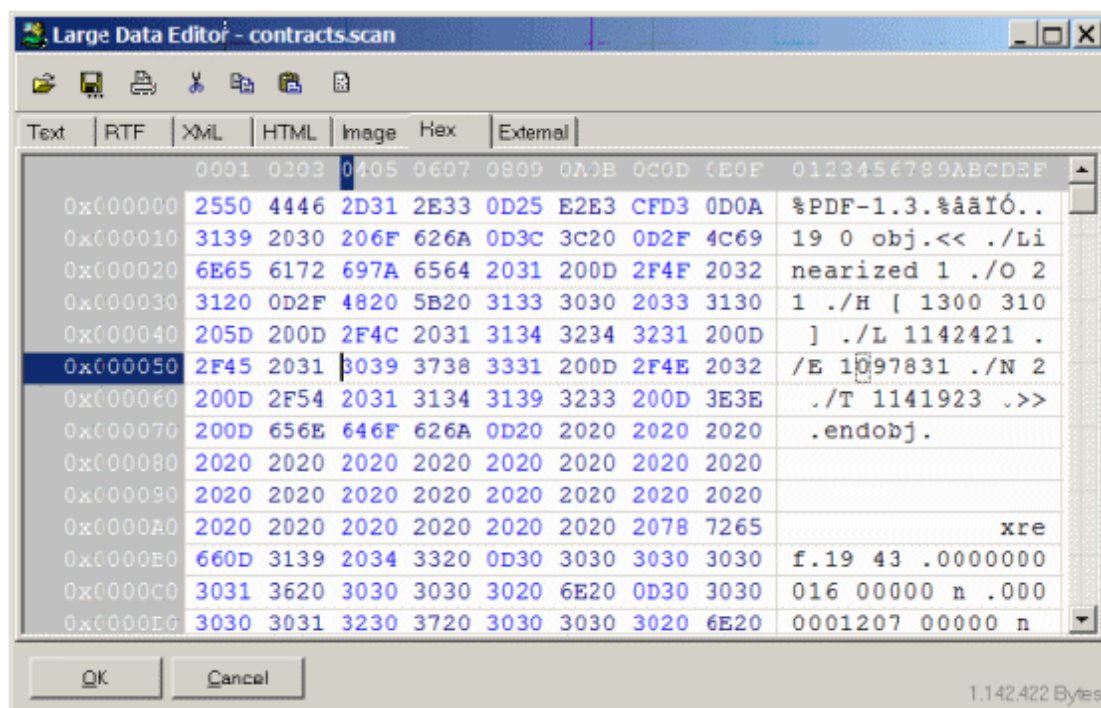 Large Data Editor - contracts.scan
Text RTF XML HTML Image Hex External
0001 0203 0405 0607 0809 0A0B 0C0D 0E0F 0123456789ABCDEF
0x000000 2550 4446 2D31 2E33 0D25 E2E3 CFD3 0D0A %PDF-1.3.%âãÏÓ..
0x000010 3139 2030 206F 626A 0D3C 3C20 0D2F 4C69 19 0 obj.<< ./Li
0x000020 6E65 6172 697A 6564 2031 200D 2F4F 2032 nearized 1 ./O 2
0x000030 3120 0D2F 4820 5B20 3133 3030 2033 3130 1 ./H [ 1300 310
0x000040 205D 200D 2F4C 2031 3134 3234 3231 200D ] ./L 1142421 .
0x000050 2F45 2031 3039 3738 3331 200D 2F4E 2032 /E 1097831 ./N 2
0x000060 200D 2F54 2031 3134 3139 3233 200D 3E3E ./T 1141923 .>>
0x000070 200D 656E 646F 626A 0D20 2020 2020 2020 .endobj.
0x000080 2020 2020 2020 2020 2020 2020 2020 2020
0x000090 2020 2020 2020 2020 2020 2020 2020 2020
0x0000A0 2020 2020 2020 2020 2020 2020 2078 7265 xre
0x0000B0 660D 3139 2034 3320 0D30 3030 3030 3030 f.19 43 .0000000
0x0000C0 3031 3620 3030 3030 3020 6E20 0D30 3030 016 00000 n .000
0x0000D0 3030 3031 3230 3720 3030 3030 3020 6E20 0001207 00000 n
OK Cancel
1.142.422 Bytes